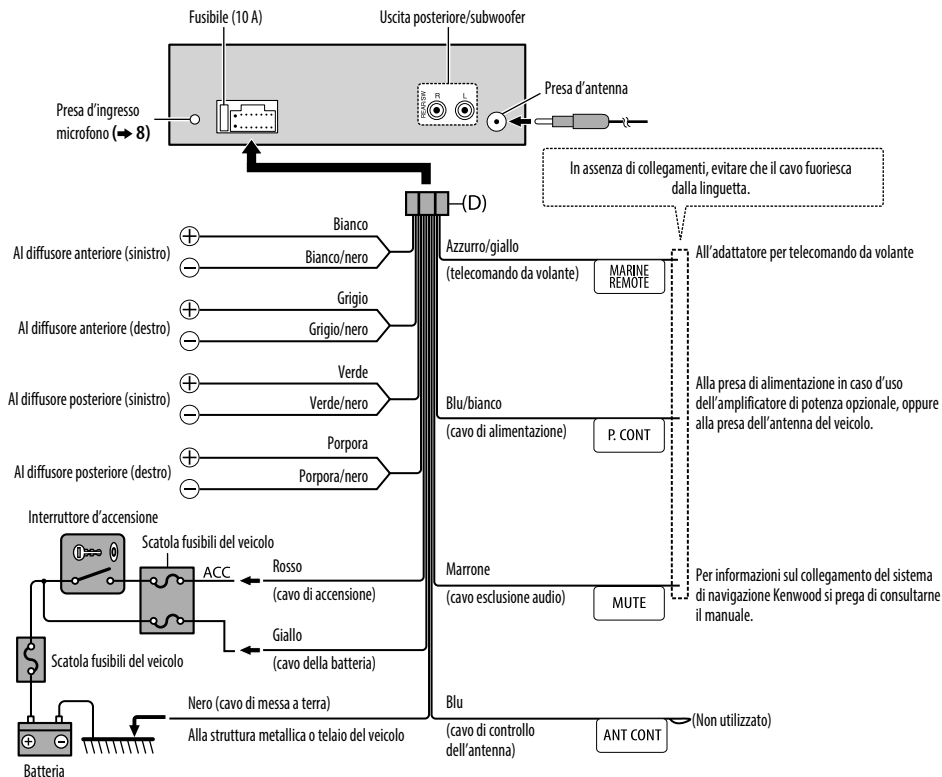 Fusibile (10 A)
Uscita posteriore/subwoofer
REAR/SW
R
L
Presa d'antenna
Presa d'ingresso
microfono (➜ 8)
In assenza di collegamenti, evitare che il cavo fuoriesca
dalla linguetta.
(D)
Bianco
Al diffusore anteriore (sinistro)
Bianco/nero
Grigio
Al diffusore anteriore (destro)
Grigio/nero
Verde
Al diffusore posteriore (sinistro)
Verde/nero
Porpora
Al diffusore posteriore (destro)
Porpora/nero
Azzurro/giallo
(telecomando da volante)
MARINE
REMOTE
All'adattatore per telecomando da volante
Blu/bianco
(cavo di alimentazione)
P. CONT
Alla presa di alimentazione in caso d'uso
dell'amplificatore di potenza opzionale, oppure
alla presa dell'antenna del veicolo.
Interruttore d'accensione
Scatola fusibili del veicolo
ACC
Rosso
(cavo di accensione)
Marrone
(cavo esclusione audio)
MUTE
Per informazioni sul collegamento del sistema
di navigazione Kenwood si prega di consultarne
il manuale.
Giallo
(cavo della batteria)
Scatola fusibili del veicolo
Nero (cavo di messa a terra)
Alla struttura metallica o telaio del veicolo
Blu
(cavo di controllo
dell'antenna)
ANT CONT
(Non utilizzato)
Batteria